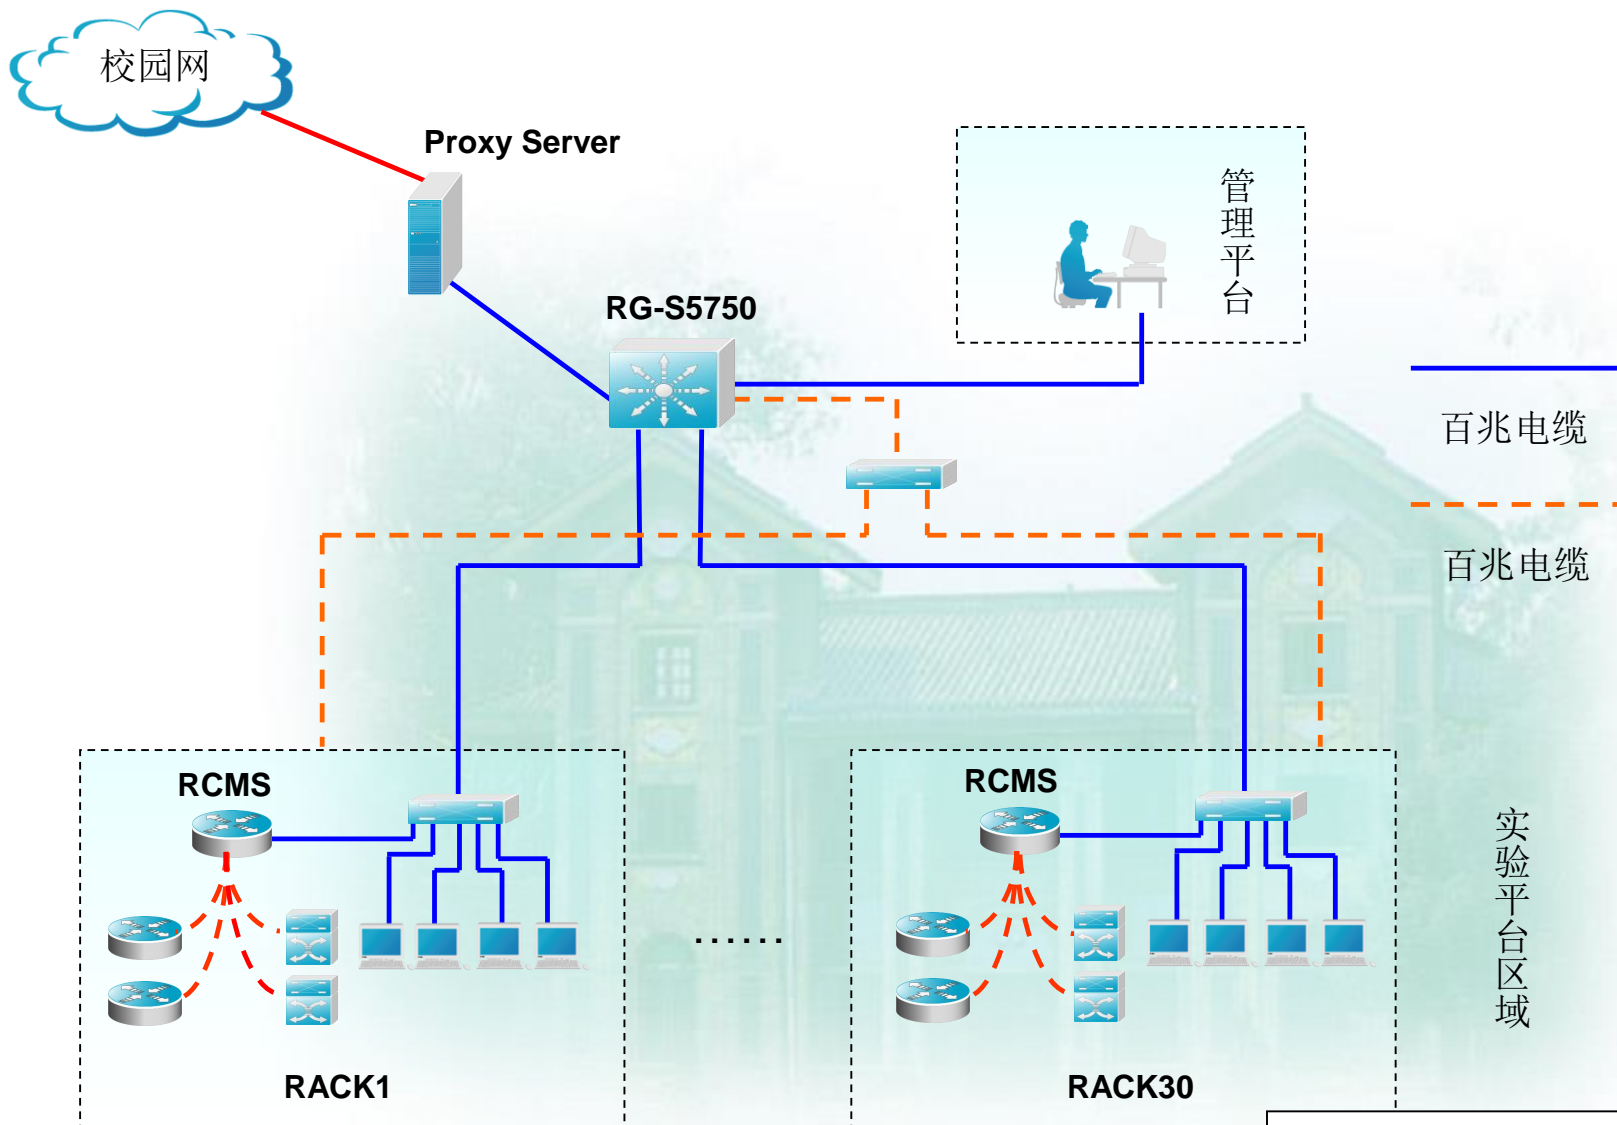 校园网
Proxy Server
管理平台
RG-S5750
百兆电缆
百兆电缆
RCMS
RCMS
实验平台区域
......
RACK1
RACK30